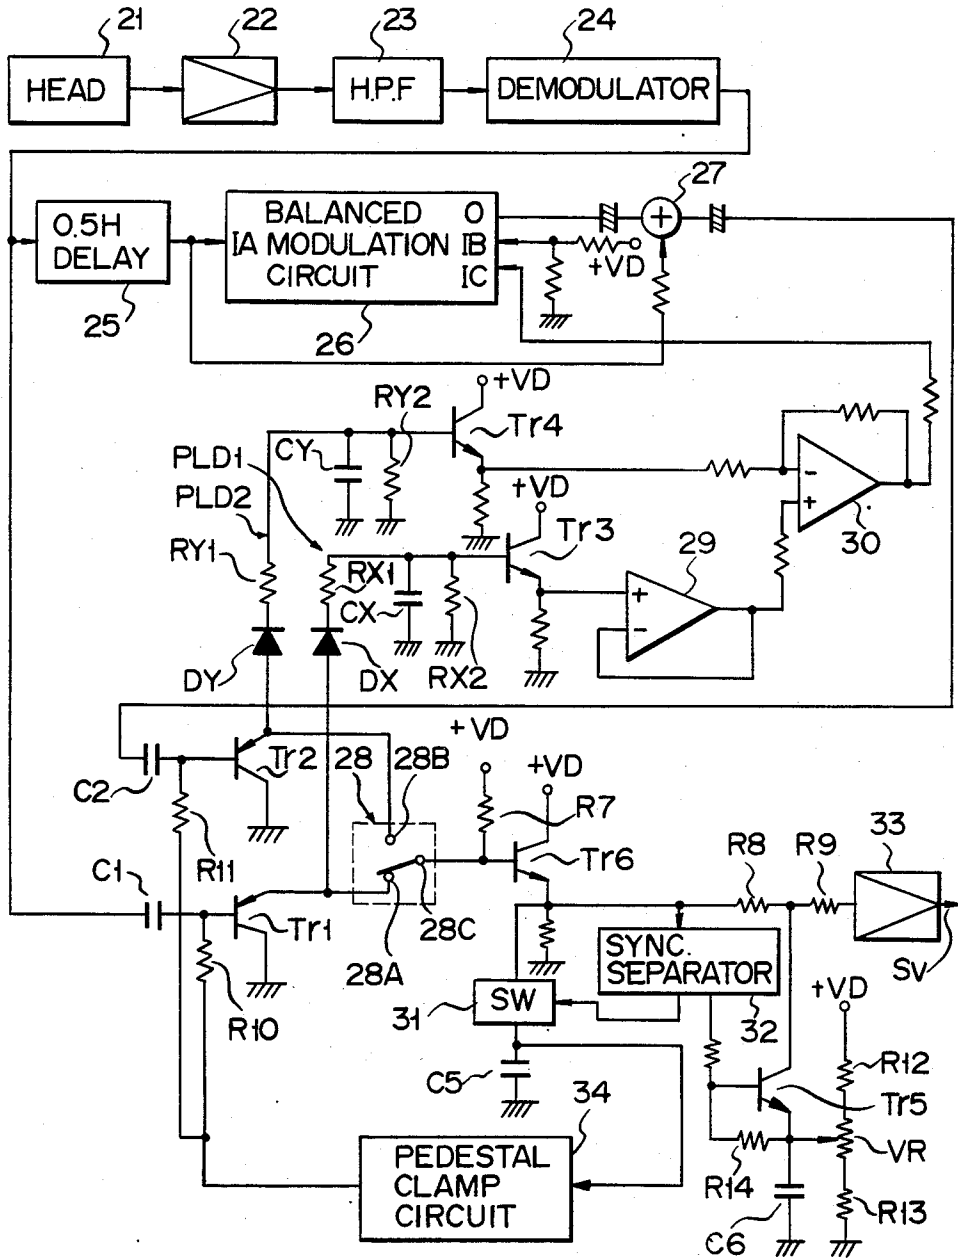 21
22
23
24
HEAD
H.P.F
DEMODULATOR
27
0.5H
DELAY
25
BALANCED O
IA MODULATION IB
CIRCUIT IC
26
+VD
+VD
RY2
Tr4
CY
PLD1
PLD2
+VD
Tr3
30
29
RY1
RX1
CX
DY
DX
RX2
+VD
C2
Tr2
28
28B
+VD
R7
R11
Tr6
C1
Tr1
28C
28A
R8
R9
33
SYNC.
SEPARATOR
SV
R10
31
SW
32
+VD
C5
R12
Tr5
34
VR
PEDESTAL
CLAMP
CIRCUIT
R14
C6
R13